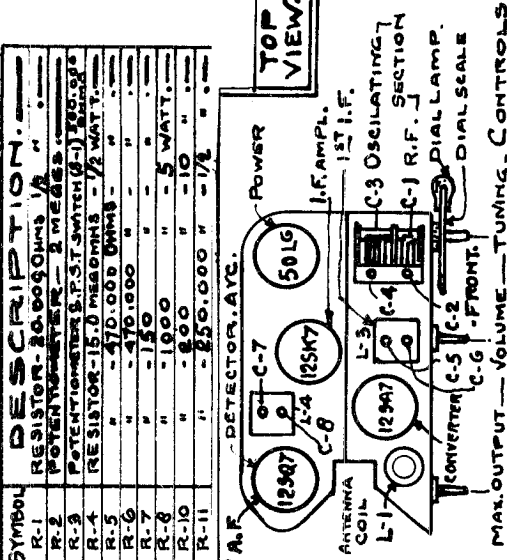 SYMBOL DESCRIPTION.
R-1 RESISTOR-20.000 OHMS 1/2 "
R-2 POTENTIOMETER- 2 MEGS.
R-3 POTENTIOMETER & S.P.S.T SWITCH (S-1) 500.000 OHMS
R-4 RESISTOR-15.0 MEGOHMS - 1/2 WATT.
R-5 " -470.000 OHMS - " "
R-6 " -470.000 " - " "
R-7 " -150 " - " "
R-8 " -1000 " - 5 WATT.
R-10 " -200 " -10 "
R-11 " -250.000 " -1/2 "
TOP
VIEW.
A.F.
DETECTOR. AVC.
POWER
I.F. AMPL.
1ST I.F.
12SQ7
C-7
L-4
C-8
12SK7
50L6
C-3 OSCILATING
C-1 R.F. SECTION
DIAL LAMP.
DIAL SCALE
ANTENNA
COIL
L-1
CONVERTER
12SA7
L-3
C-5
C-6
C-4
C-2
-FRONT.
MAX. OUTPUT — VOLUME — TUNING. CONTROLS